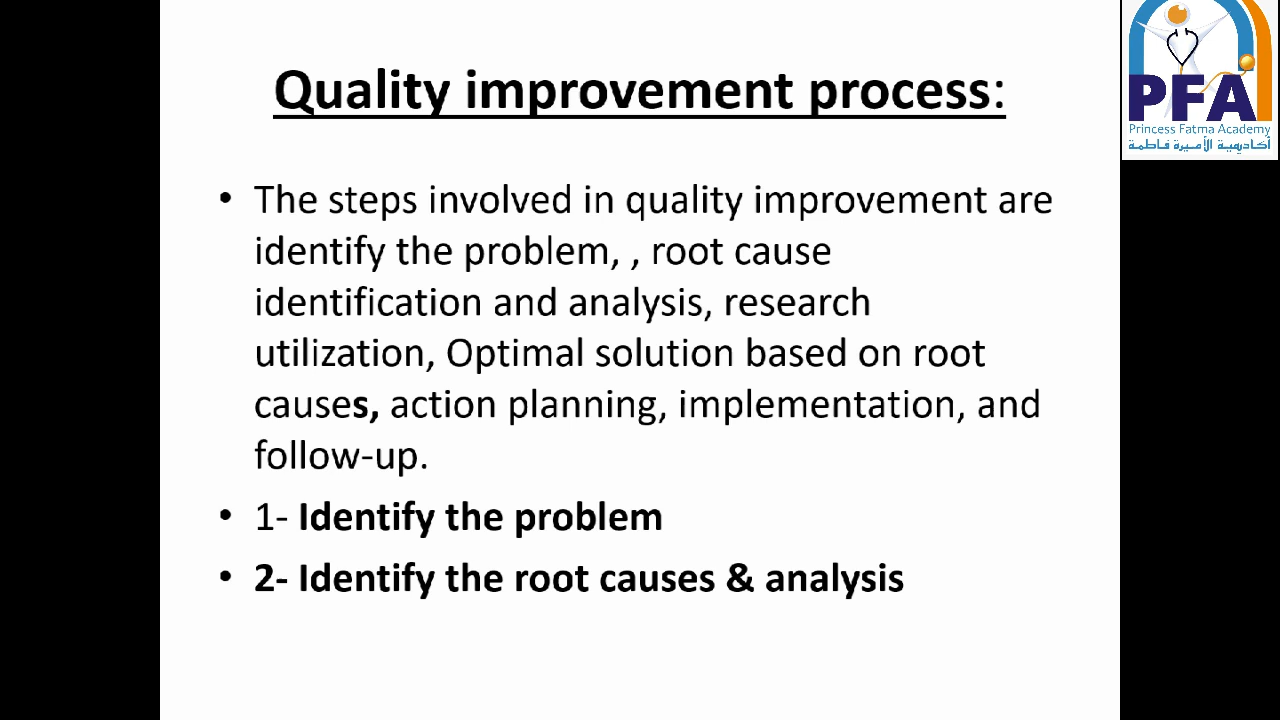 Quality improvement process:
PFA
Princess Fatma Academy
أكاديمية الأميرة فاطمة
• The steps involved in quality improvement are
identify the problem, , root cause
identification and analysis, research
utilization, Optimal solution based on root
causes, action planning, implementation, and
follow-up.
• 1- Identify the problem
• 2- Identify the root causes & analysis